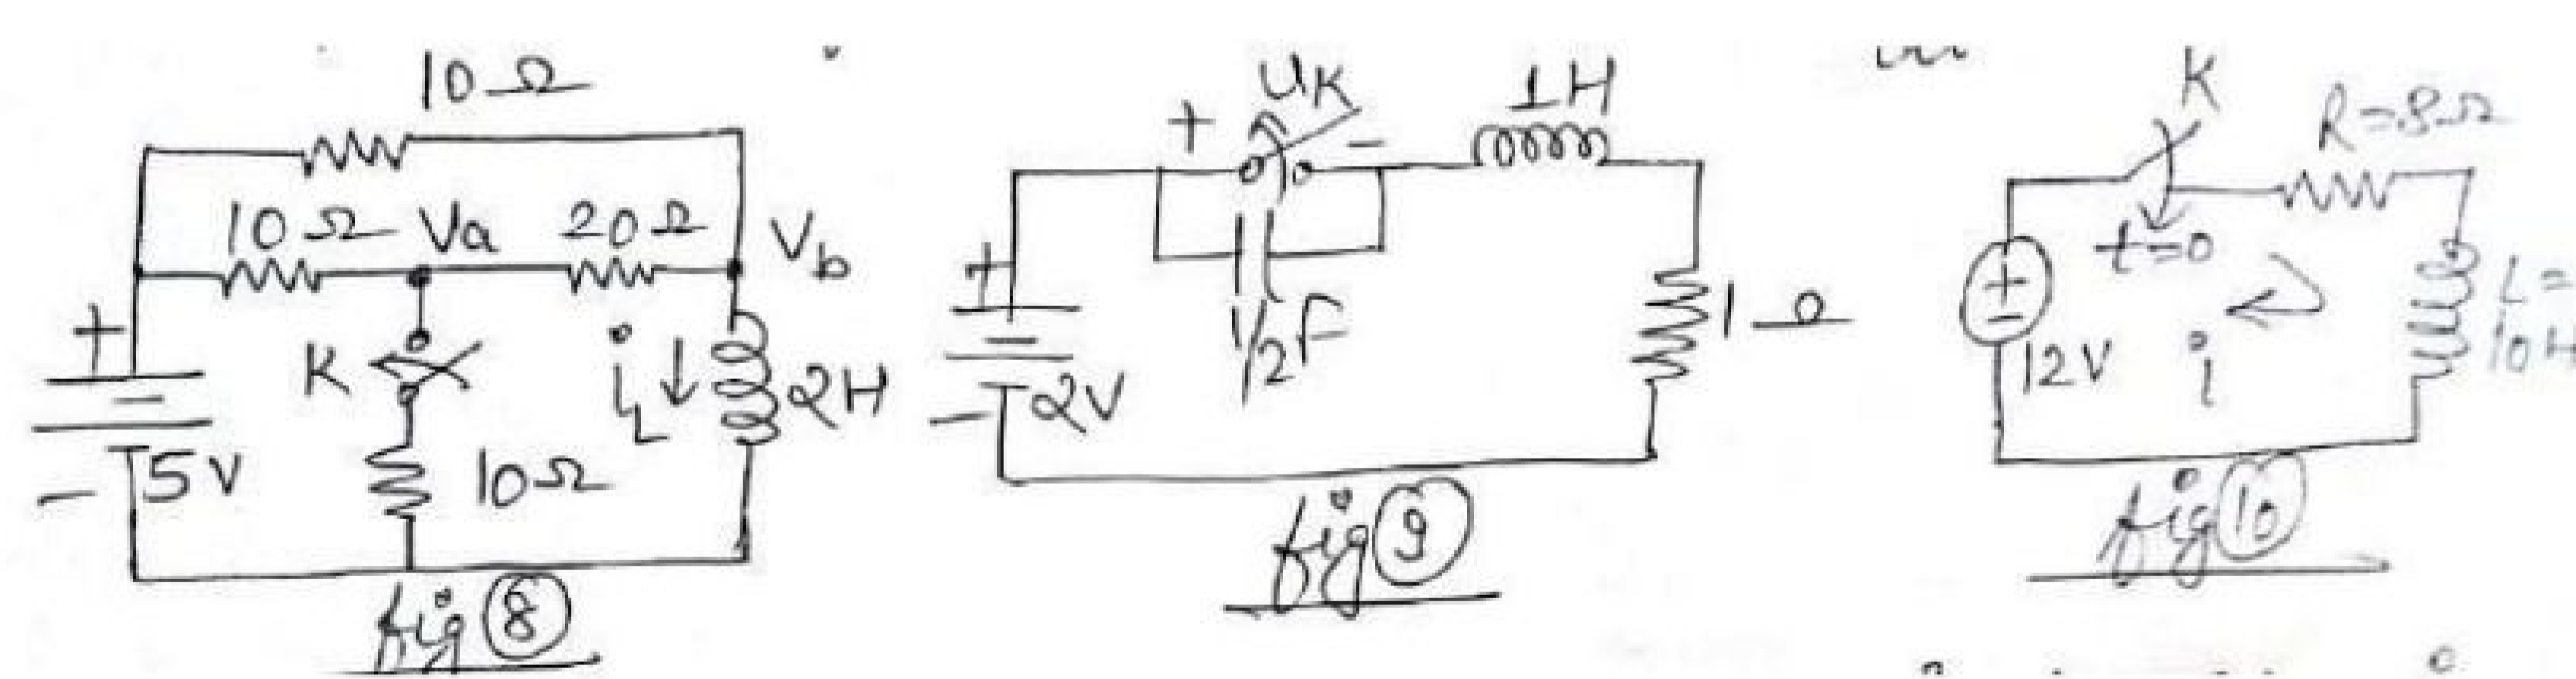 10Ω
10Ω Va 20Ω Vb
+
K
iL
2H
5V
-
10Ω
fig 8
+ UK -
1H
+
1/2F
1Ω
2V
-
fig 9
K
R=8Ω
t=0
+
-
12V
i
L=
10H
fig 10